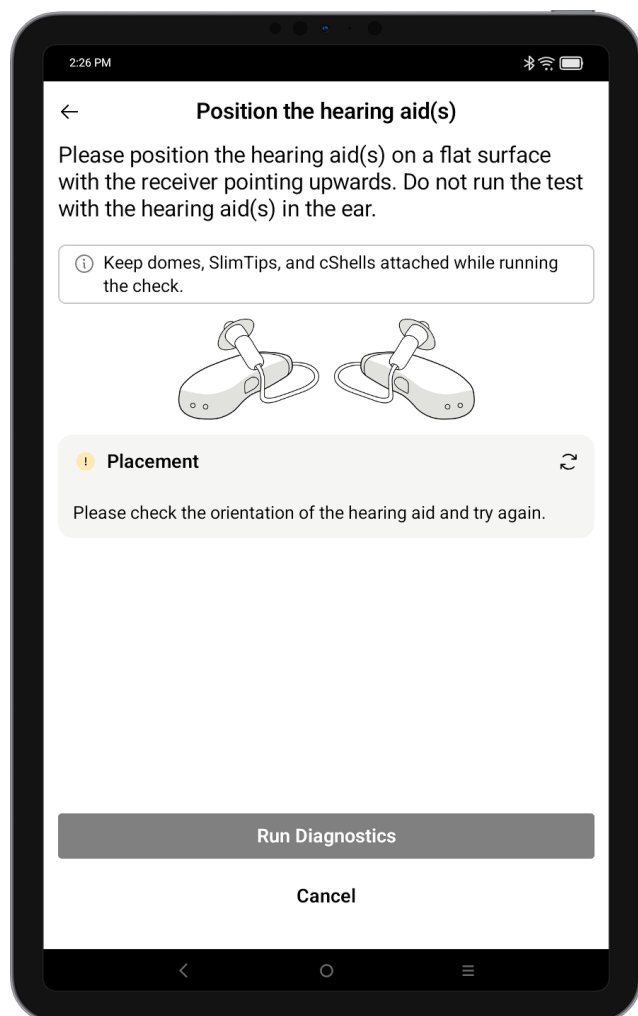 2:26 PM
Position the hearing aid(s)
Please position the hearing aid(s) on a flat surface
with the receiver pointing upwards. Do not run the test
with the hearing aid(s) in the ear.
Keep domes, SlimTips, and cShells attached while running
the check.
Placement
Please check the orientation of the hearing aid and try again.
Run Diagnostics
Cancel